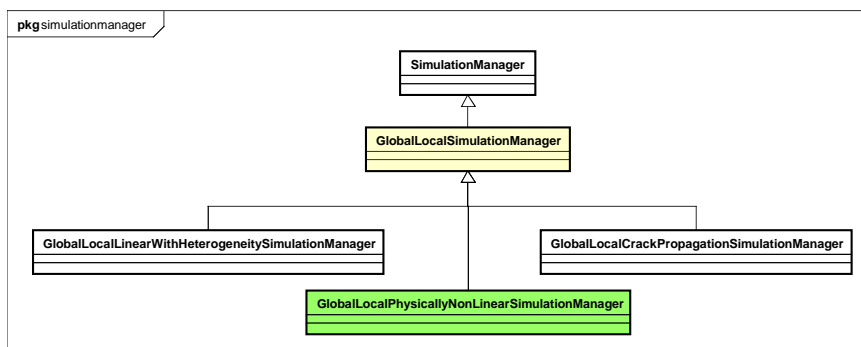 pkg simulationmanager
SimulationManager
GlobalLocalSimulationManager
GlobalLocalLinearWithHeterogeneitySimulationManager
GlobalLocalCrackPropagationSimulationManager
GlobalLocalPhysicallyNonLinearSimulationManager